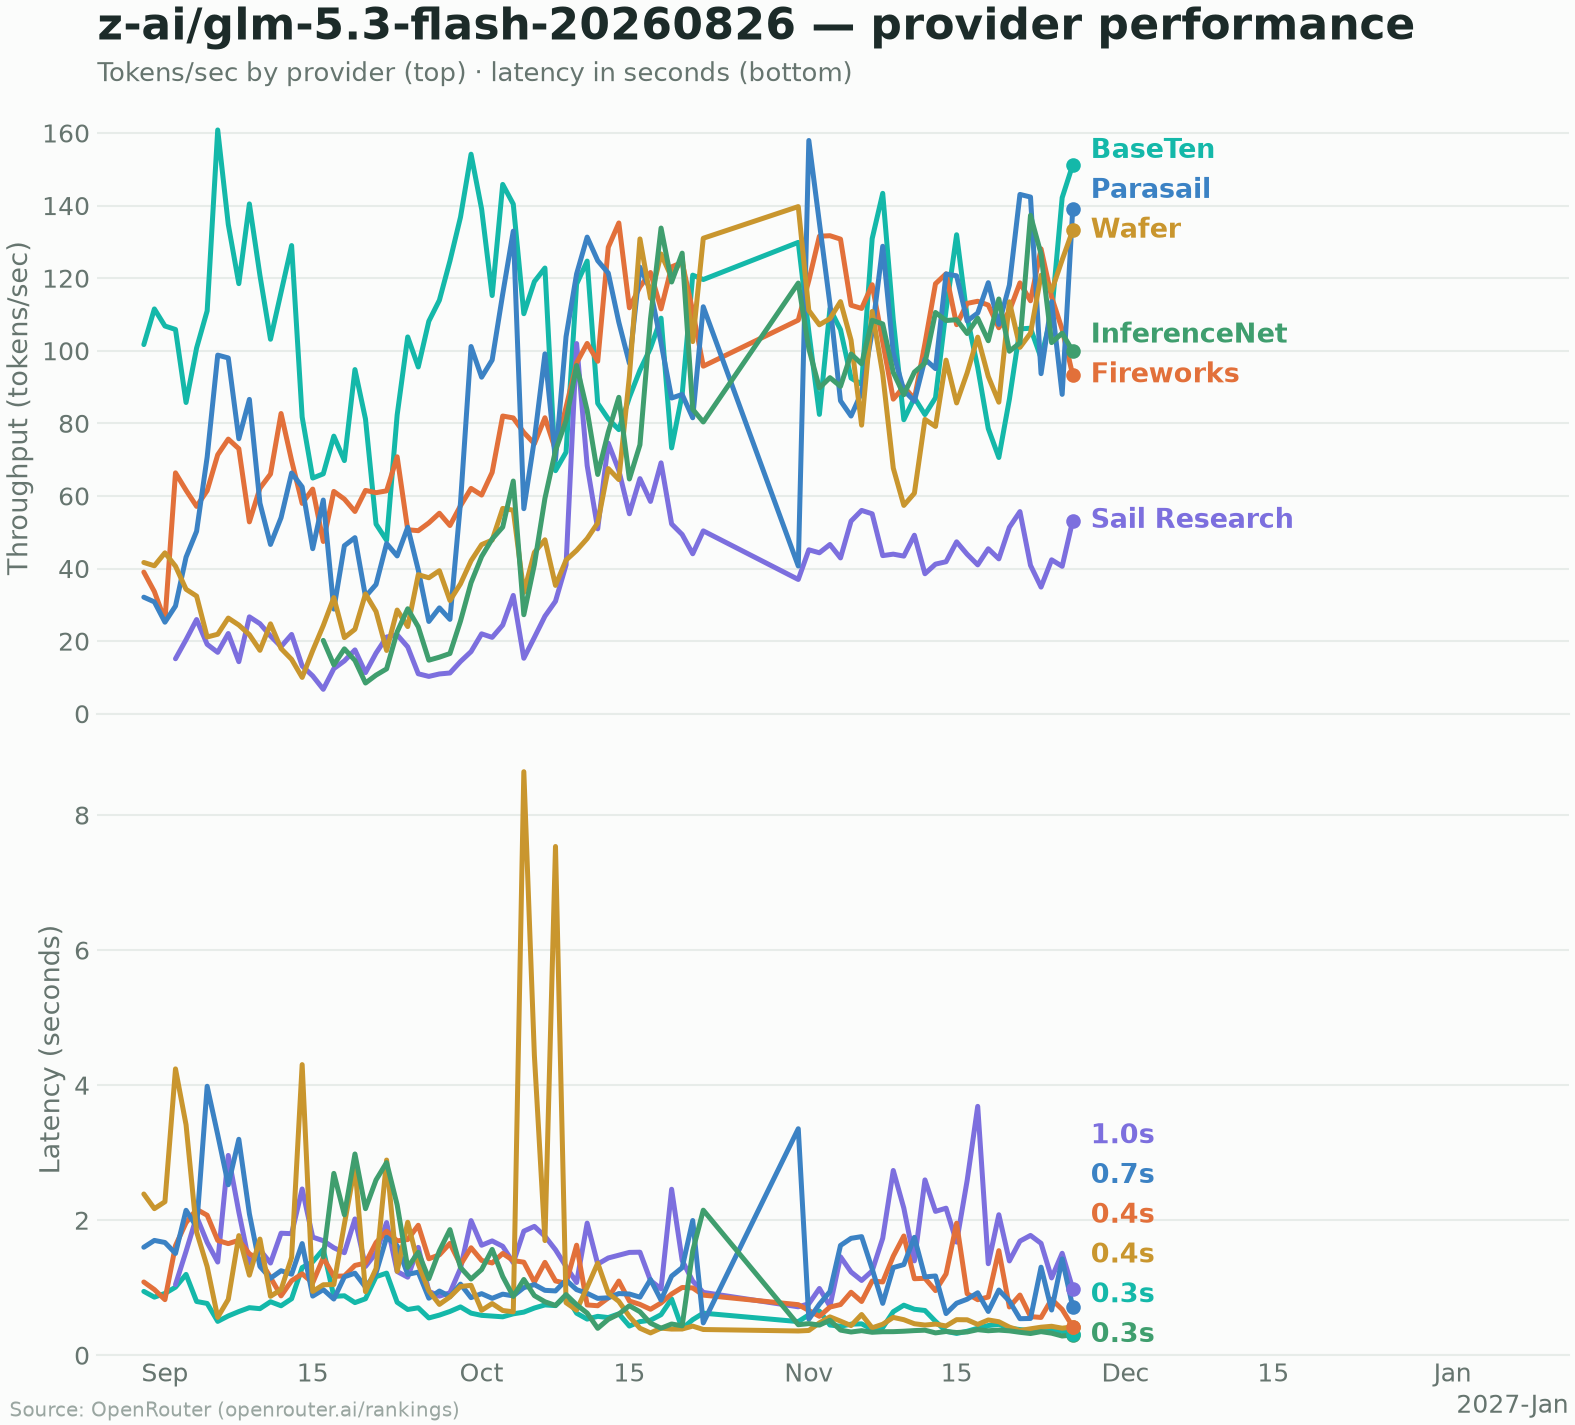 z-ai/glm-5.3-flash-20260826 — provider performance
Tokens/sec by provider (top) · latency in seconds (bottom)
Throughput (tokens/sec)
160
140
120
100
80
60
40
20
0
BaseTen
Parasail
Wafer
InferenceNet
Fireworks
Sail Research
Latency (seconds)
8
6
4
2
0
1.0s
0.7s
0.4s
0.4s
0.3s
0.3s
Sep 15 Oct 15 Nov 15 Dec 15 Jan
2027-Jan
Source: OpenRouter (openrouter.ai/rankings)